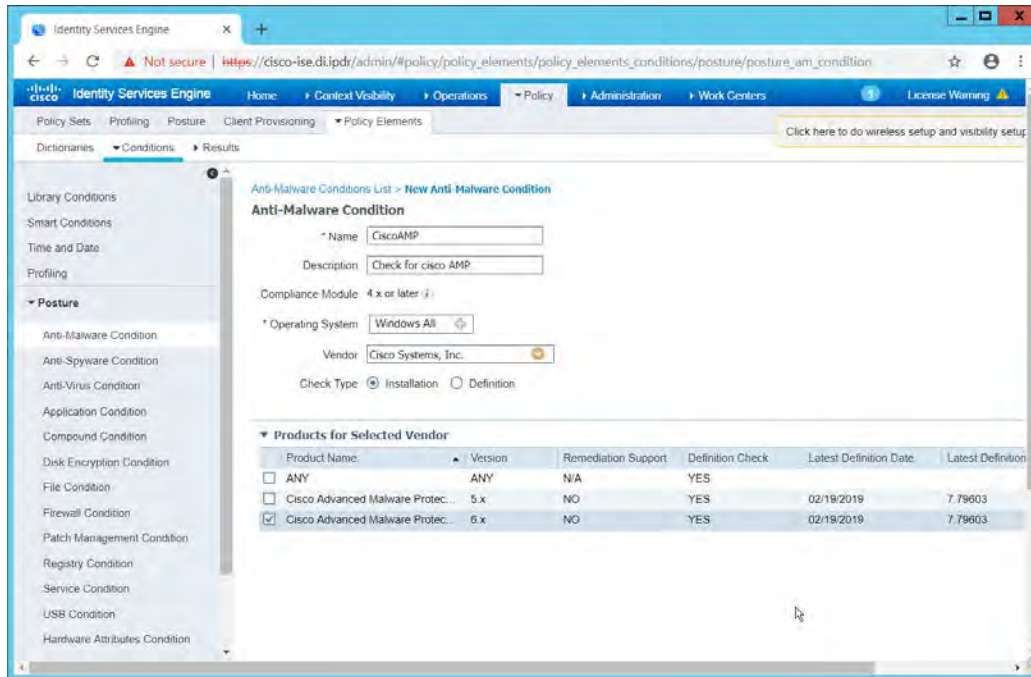 Identity Services Engine
Not secure | https://cisco-ise.di.ipdr/admin/#policy/policy_elements/policy_elements_conditions/posture/posture_am_condition
CISCO Identity Services Engine Home Context Visibility Operations Policy Administration Work Centers License Warning
Policy Sets Profiling Posture Client Provisioning Policy Elements
Click here to do wireless setup and visibility setup
Dictionaries Conditions Results
Library Conditions
Smart Conditions
Time and Date
Profiling
Posture
Anti-Malware Condition
Anti-Spyware Condition
Anti-Virus Condition
Application Condition
Compound Condition
Disk Encryption Condition
File Condition
Firewall Condition
Patch Management Condition
Registry Condition
Service Condition
USB Condition
Hardware Attributes Condition
Anti-Malware Conditions List > New Anti-Malware Condition
Anti-Malware Condition
* Name CiscoAMP
Description Check for cisco AMP
Compliance Module 4.x or later i
* Operating System Windows All
Vendor Cisco Systems, Inc.
Check Type Installation Definition
Products for Selected Vendor
Product Name Version Remediation Support Definition Check Latest Definition Date Latest Definition
ANY ANY N/A YES
Cisco Advanced Malware Protec... 5.x NO YES 02/19/2019 7.79603
Cisco Advanced Malware Protec... 6.x NO YES 02/19/2019 7.79603